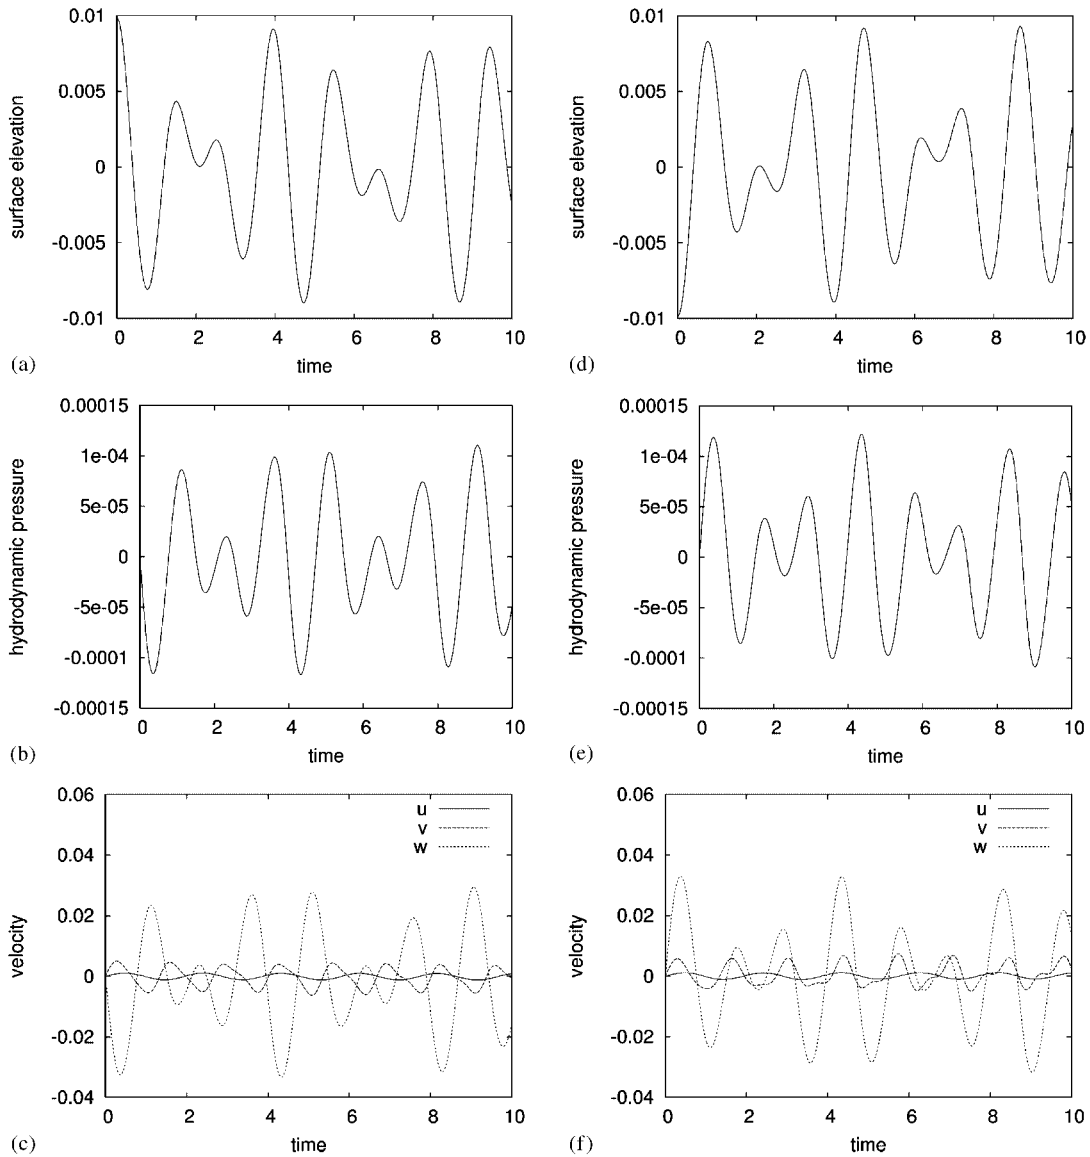 0.01
0.005
0
-0.005
-0.01
surface elevation
0 2 4 6 8 10
time
(a)
0.01
0.005
0
-0.005
-0.01
surface elevation
0 2 4 6 8 10
time
(d)
0.00015
1e-04
5e-05
0
-5e-05
-0.0001
-0.00015
hydrodynamic pressure
0 2 4 6 8 10
time
(b)
0.00015
1e-04
5e-05
0
-5e-05
-0.0001
-0.00015
hydrodynamic pressure
0 2 4 6 8 10
time
(e)
0.06
0.04
0.02
0
-0.02
-0.04
velocity
u
v
w
0 2 4 6 8 10
time
(c)
0.06
0.04
0.02
0
-0.02
-0.04
velocity
u
v
w
0 2 4 6 8 10
time
(f)